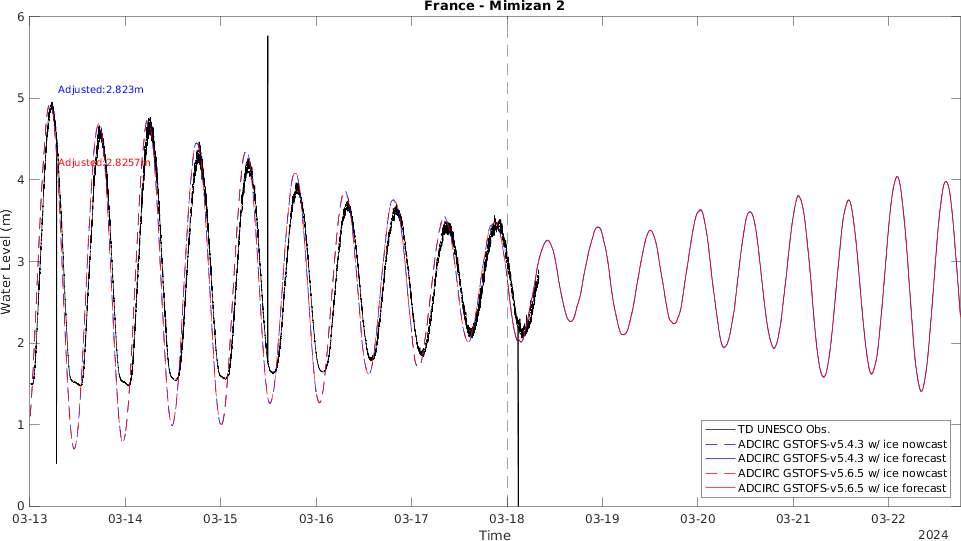 France - Mimizan 2
6
5
4
3
2
1
0
Water Level (m)
Adjusted:2.823m
Adjusted:2.8257m
TD UNESCO Obs.
ADCIRC GSTOFS-v5.4.3 w/ ice nowcast
ADCIRC GSTOFS-v5.4.3 w/ ice forecast
ADCIRC GSTOFS-v5.6.5 w/ ice nowcast
ADCIRC GSTOFS-v5.6.5 w/ ice forecast
03-13 03-14 03-15 03-16 03-17 03-18 03-19 03-20 03-21 03-22
Time
2024